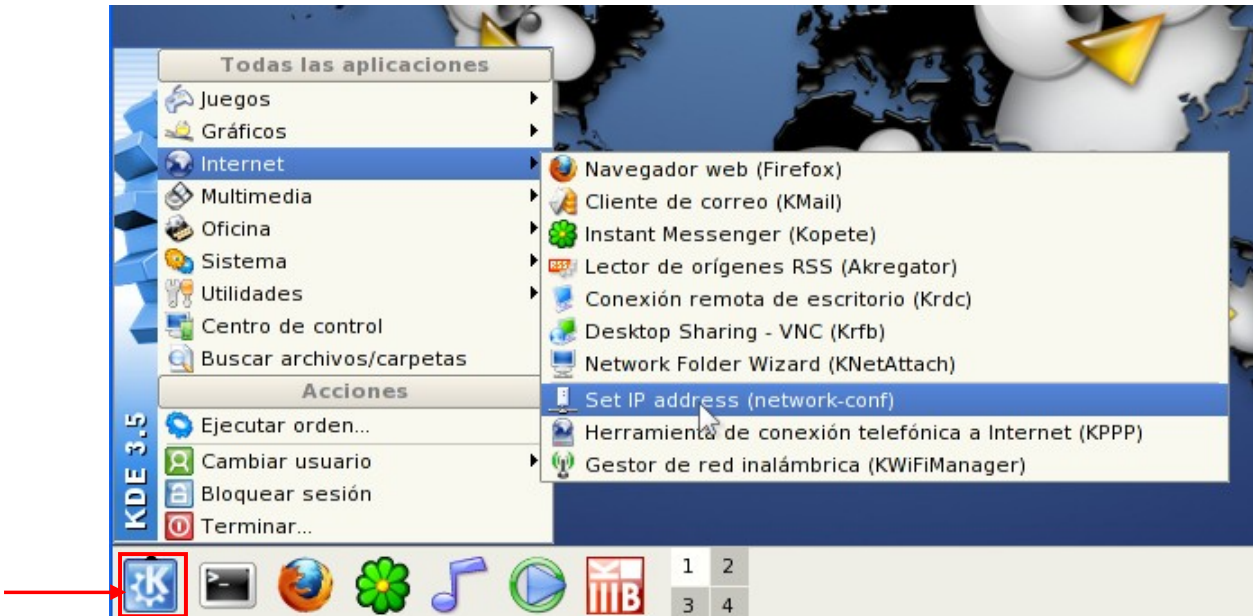 Todas las aplicaciones
Juegos
Gráficos
Internet
Multimedia
Oficina
Sistema
Utilidades
Centro de control
Buscar archivos/carpetas
Acciones
Ejecutar orden...
Cambiar usuario
Bloquear sesión
Terminar...
KDE 3.5
Navegador web (Firefox)
Cliente de correo (KMail)
Instant Messenger (Kopete)
Lector de orígenes RSS (Akregator)
Conexión remota de escritorio (Krdc)
Desktop Sharing - VNC (Krfb)
Network Folder Wizard (KNetAttach)
Set IP address (network-conf)
Herramienta de conexión telefónica a Internet (KPPP)
Gestor de red inalámbrica (KWiFiManager)
1 2
3 4